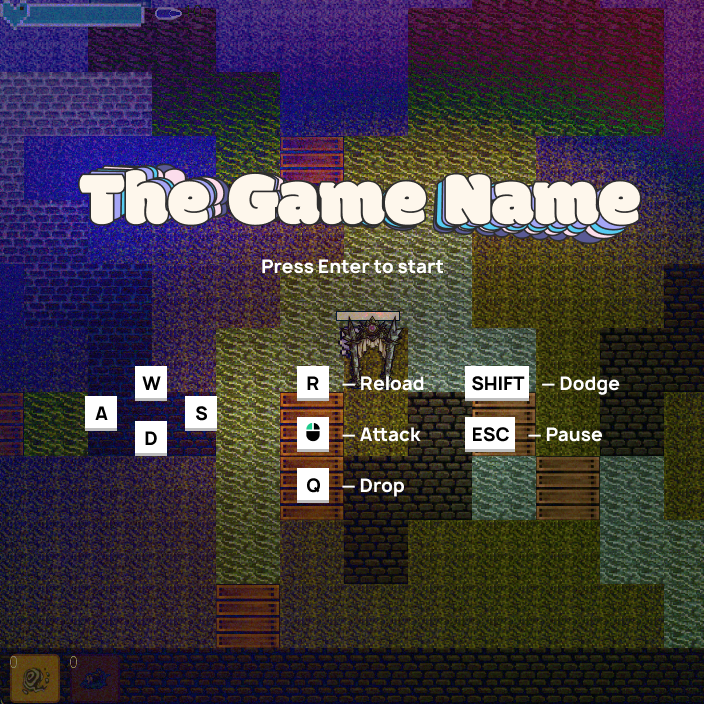 The Game Name
Press Enter to start
W
A S
D
R — Reload
SHIFT — Dodge
— Attack
ESC — Pause
Q — Drop
0 0